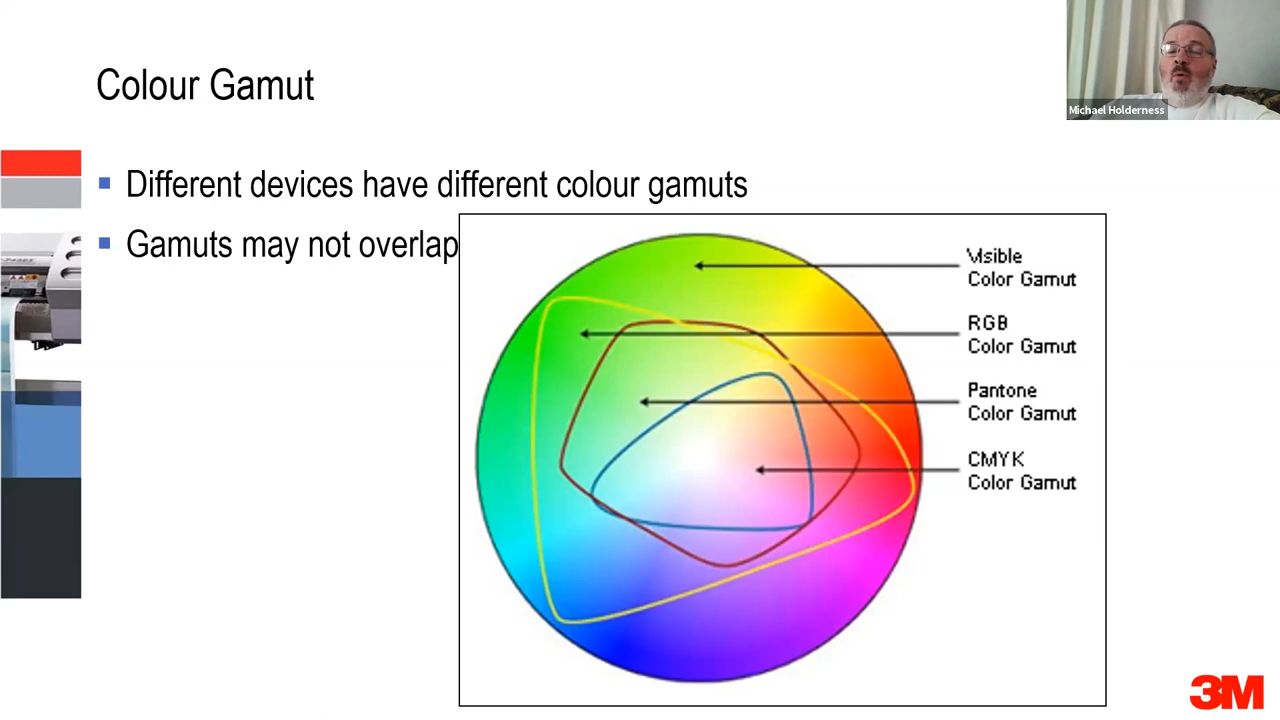 Colour Gamut
Michael Holderness
Different devices have different colour gamuts
Gamuts may not overlap
Visible
Color Gamut
RGB
Color Gamut
Pantone
Color Gamut
CMYK
Color Gamut
3M